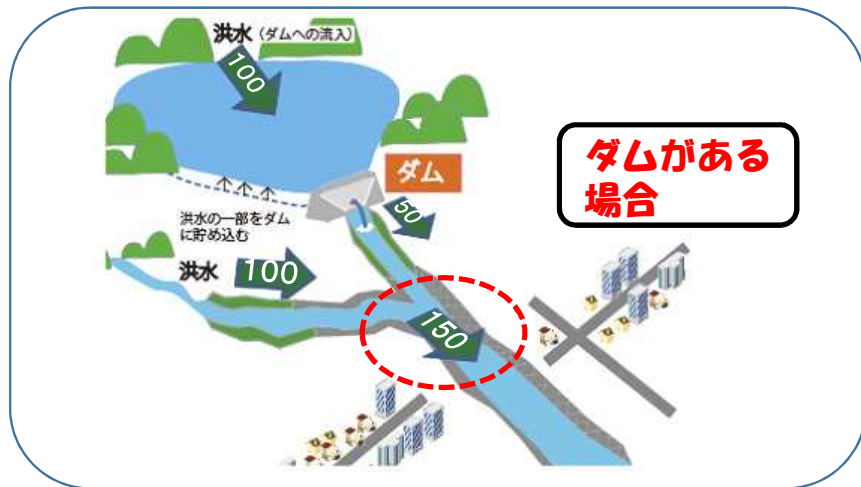 洪水（ダムへの流入）
100
ダムがある
場合
ダム
50
洪水の一部をダム
に貯め込む
洪水
100
150